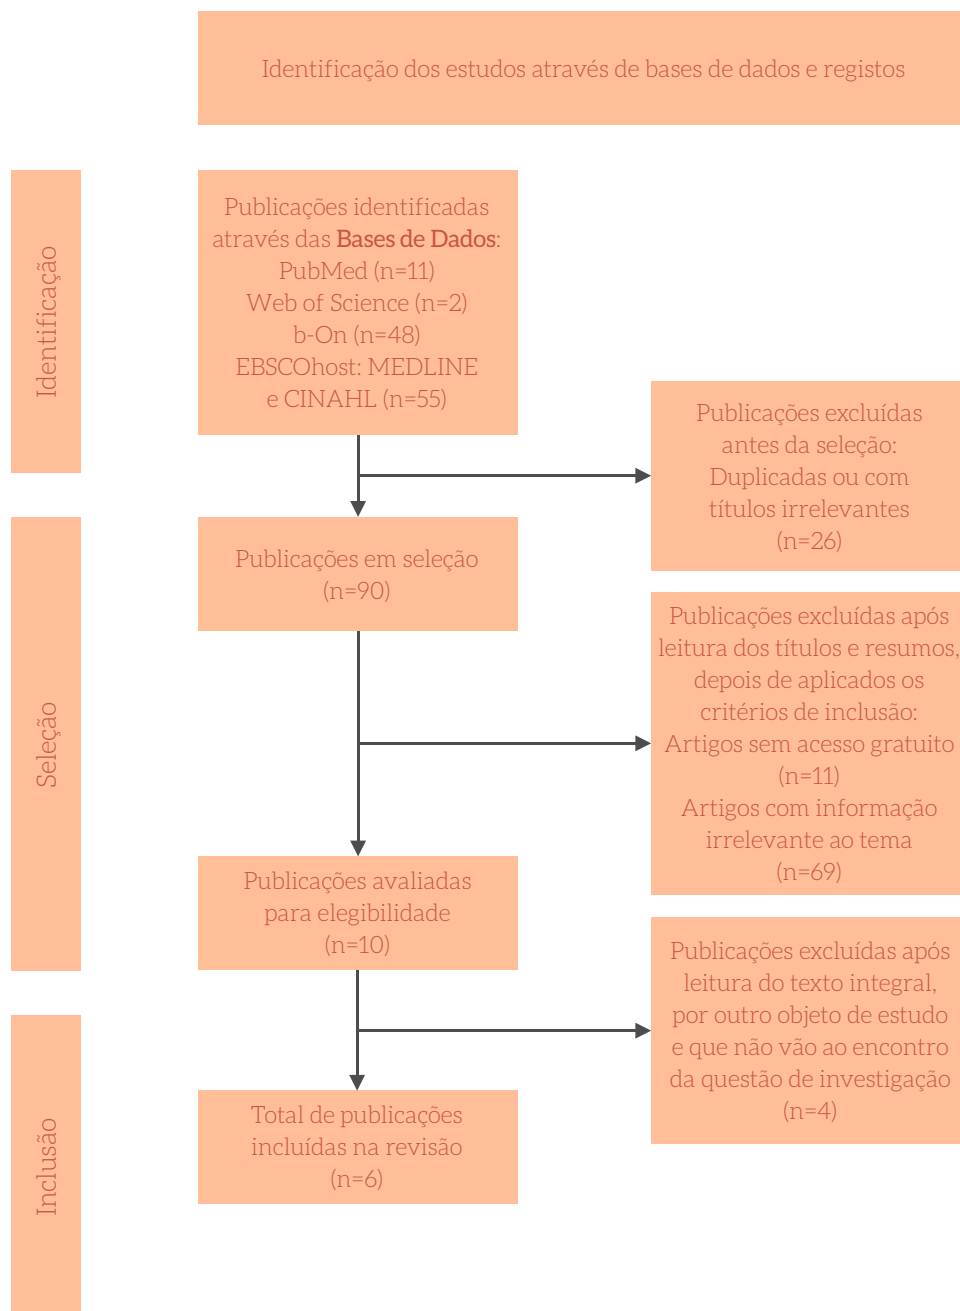 Identificação dos estudos através de bases de dados e registos
Identificação
Publicações identificadas
através das Bases de Dados:
PubMed (n=11)
Web of Science (n=2)
b-On (n=48)
EBSCOhost: MEDLINE
e CINAHL (n=55)
Publicações excluídas
antes da seleção:
Duplicadas ou com
títulos irrelevantes
(n=26)
Seleção
Publicações em seleção
(n=90)
Publicações excluídas após
leitura dos títulos e resumos,
depois de aplicados os
critérios de inclusão:
Artigos sem acesso gratuito
(n=11)
Artigos com informação
irrelevante ao tema
(n=69)
Publicações avaliadas
para elegibilidade
(n=10)
Publicações excluídas após
leitura do texto integral,
por outro objeto de estudo
e que não vão ao encontro
da questão de investigação
(n=4)
Inclusão
Total de publicações
incluídas na revisão
(n=6)